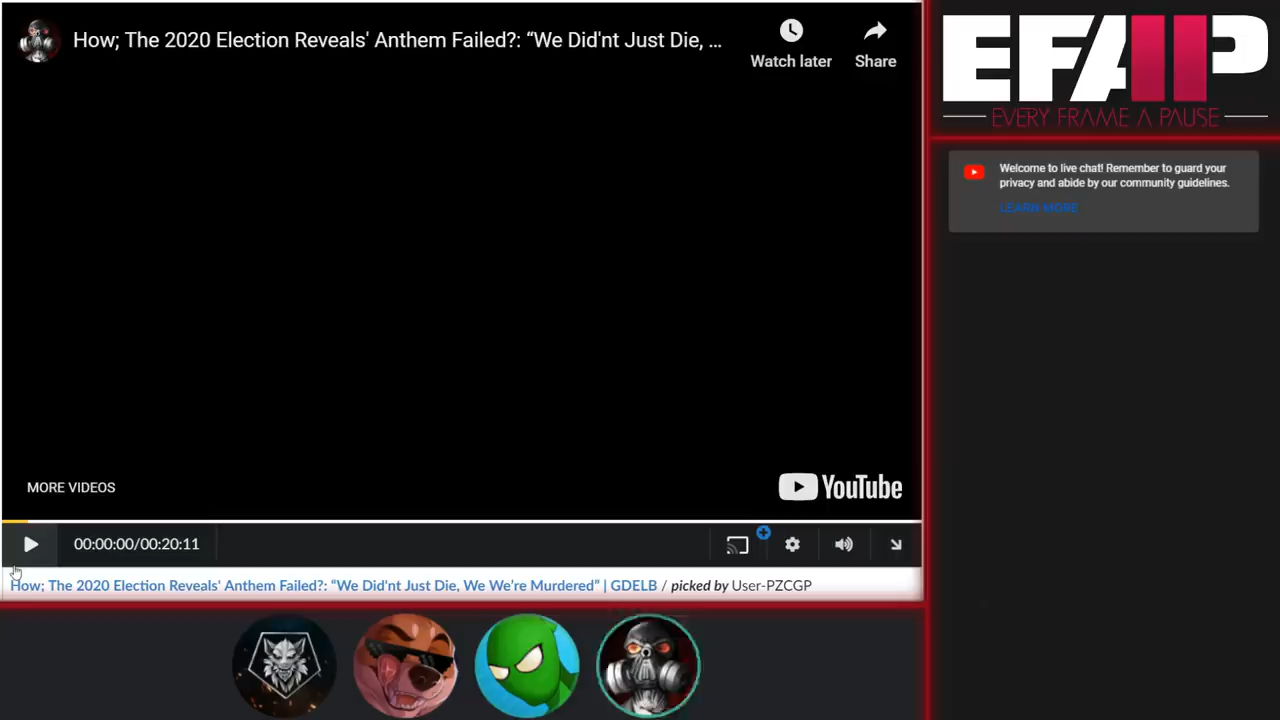 How; The 2020 Election Reveals' Anthem Failed?: “We Did'nt Just Die, ...
Watch later
Share
EFAP
EVERY FRAME A PAUSE
Welcome to live chat! Remember to guard your
privacy and abide by our community guidelines.
LEARN MORE
MORE VIDEOS
YouTube
00:00:00/00:20:11
How; The 2020 Election Reveals' Anthem Failed?: “We Did'nt Just Die, We We're Murdered” | GDELB / picked by User-PZCGP